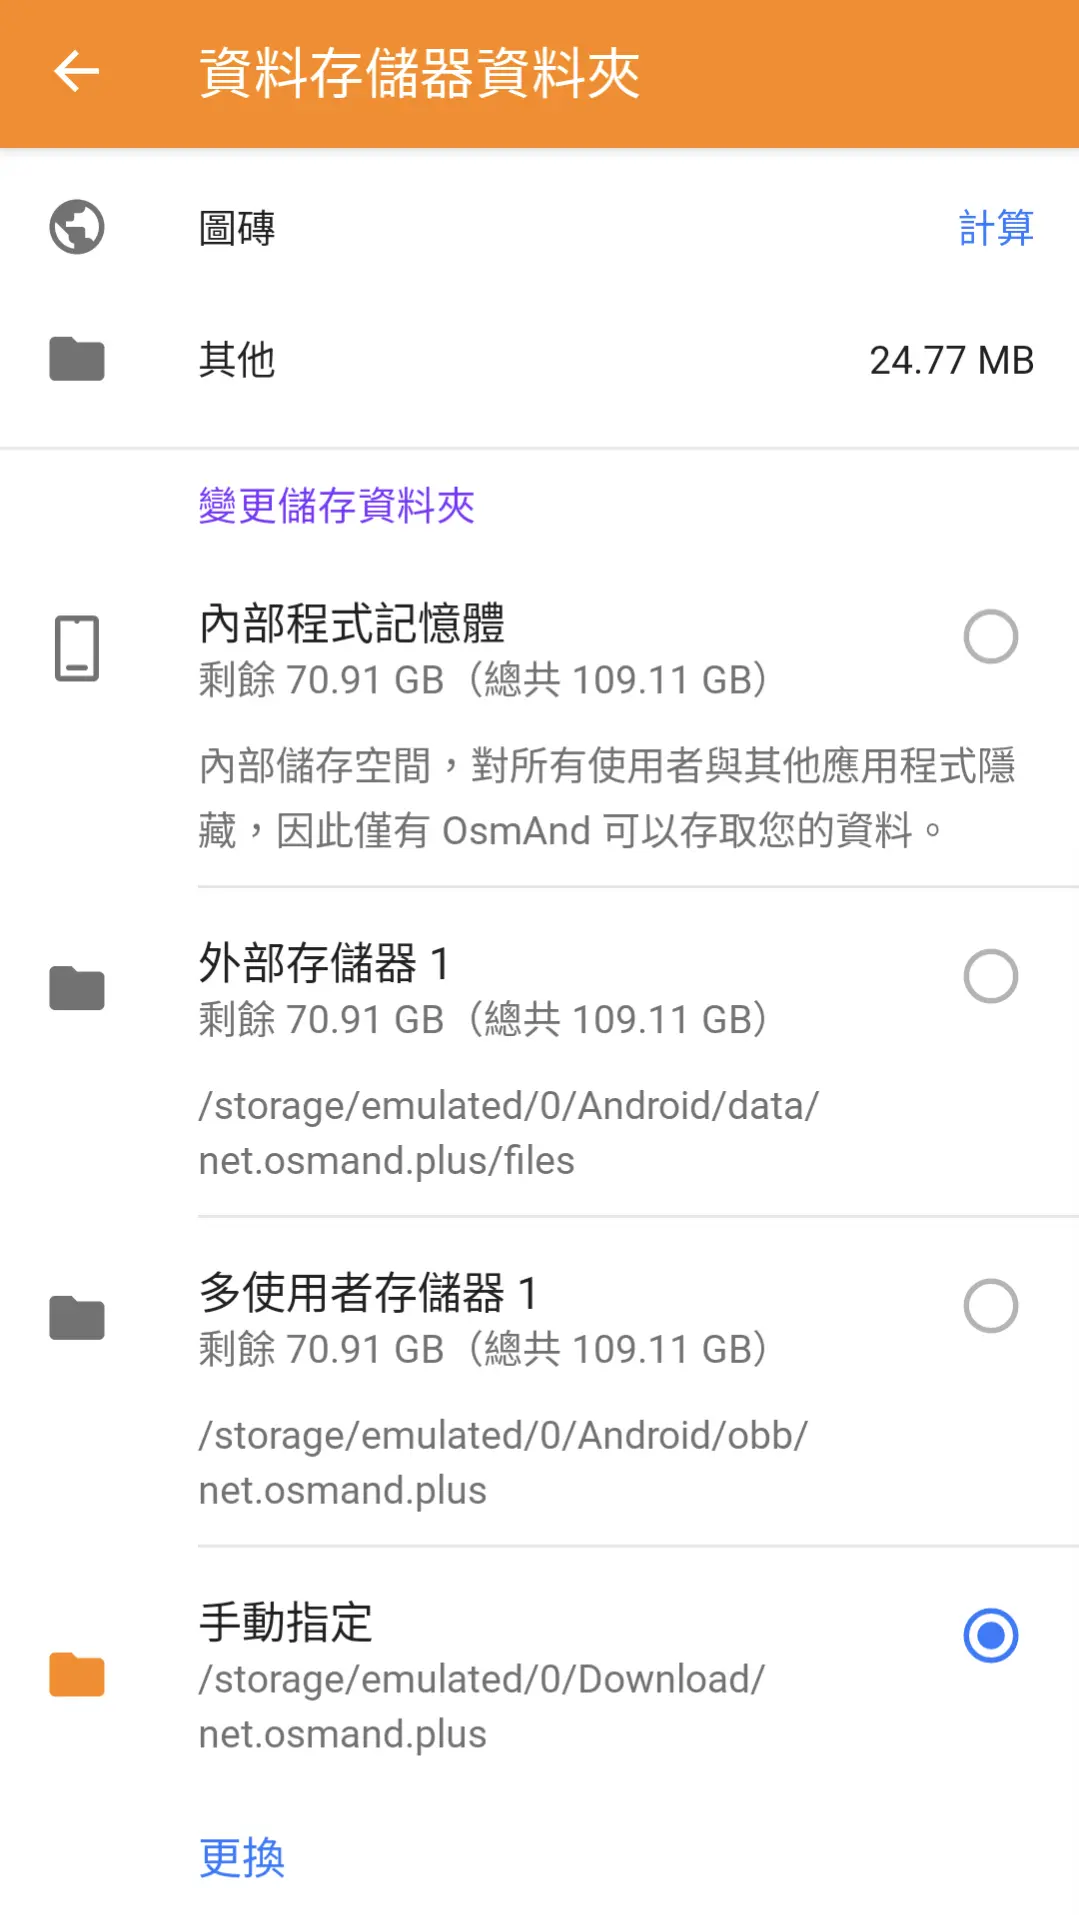 資料存儲器資料夾
圖磚 計算
其他 24.77 MB
變更儲存資料夾
內部程式記憶體
剩餘 70.91 GB（總共 109.11 GB）
內部儲存空間，對所有使用者與其他應用程式隱
藏，因此僅有 OsmAnd 可以存取您的資料。
外部存儲器 1
剩餘 70.91 GB（總共 109.11 GB）
/storage/emulated/0/Android/data/
net.osmand.plus/files
多使用者存儲器 1
剩餘 70.91 GB（總共 109.11 GB）
/storage/emulated/0/Android/obb/
net.osmand.plus
手動指定
/storage/emulated/0/Download/
net.osmand.plus
更換